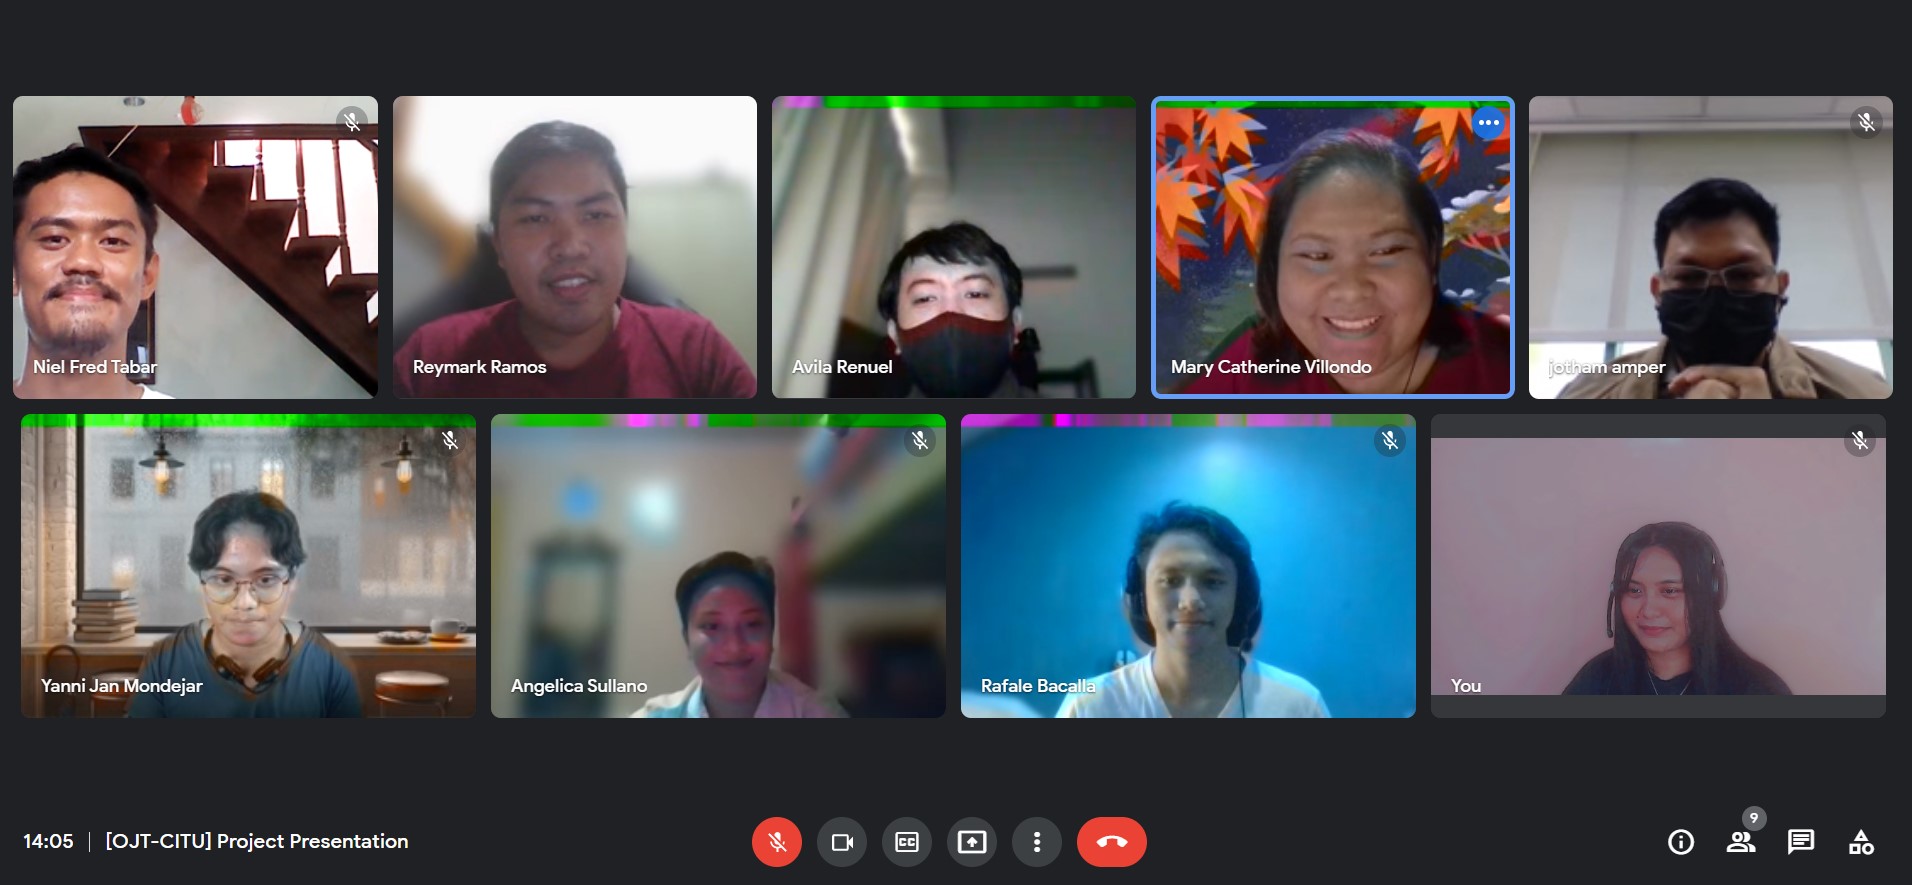 Niel Fred Tabar
Reymark Ramos
Avila Renuel
Mary Catherine Villondo
jotham amper
Yanni Jan Mondejar
Angelica Sullano
Rafale Bacalla
You
14:05 | [OJT-CITU] Project Presentation
CC
9